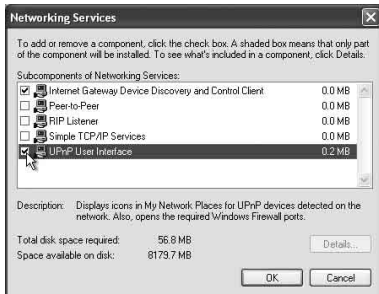 Networking Services
To add or remove a component, click the check box. A shaded box means that only part
of the component will be installed. To see what's included in a component, click Details.
Subcomponents of Networking Services:
Internet Gateway Device Discovery and Control Client 0.0 MB
Peer-to-Peer 0.0 MB
RIP Listener 0.0 MB
Simple TCP/IP Services 0.0 MB
UPnP User Interface 0.2 MB
Description: Displays icons in My Network Places for UPnP devices detected on the
network. Also, opens the required Windows Firewall ports.
Total disk space required: 56.8 MB
Space available on disk: 8179.7 MB
Details...
OK Cancel